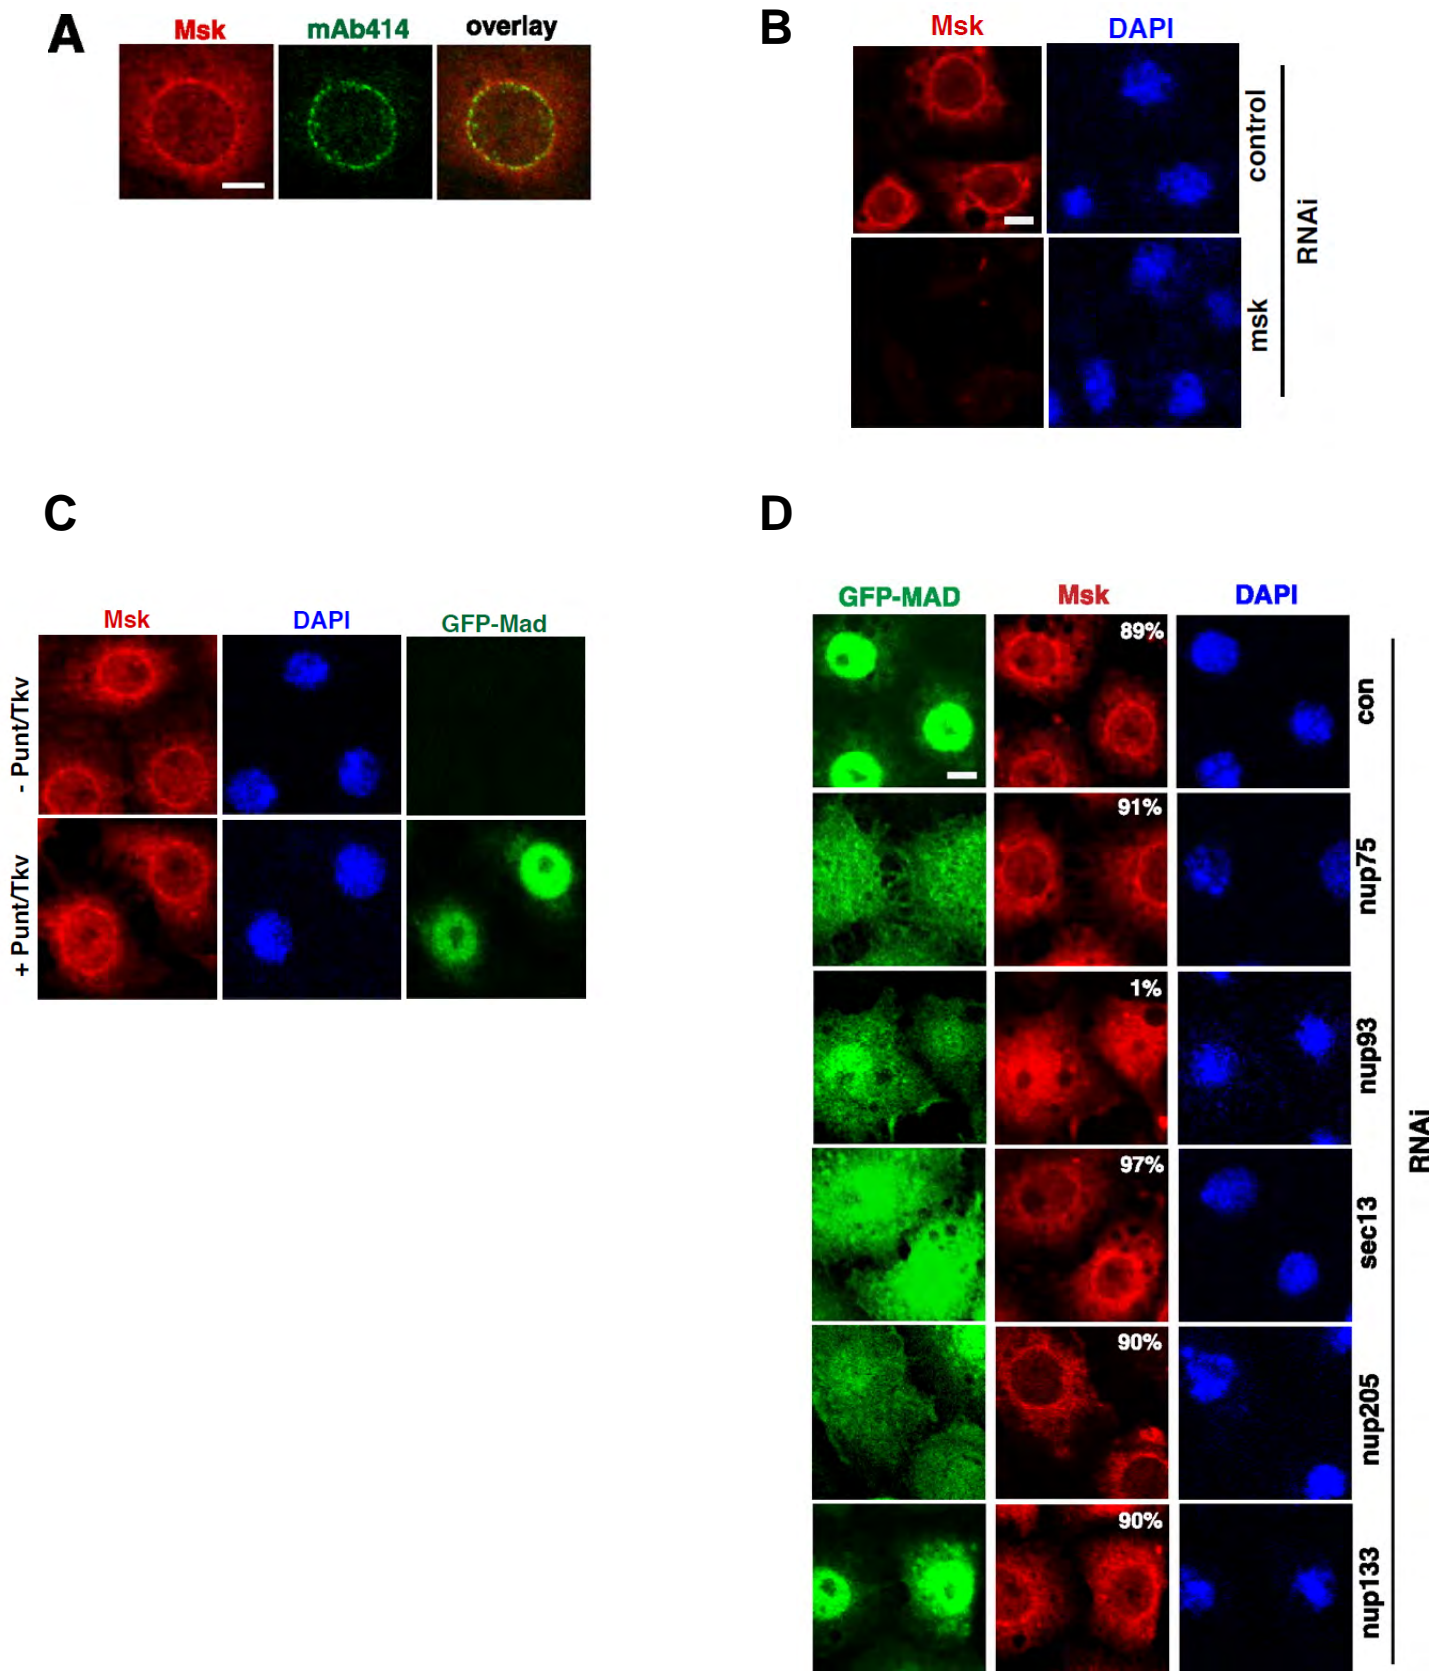 A
Msk mAb414 overlay
B
Msk DAPI
control
msk
RNAi
C
Msk DAPI GFP-Mad
- Punt/Tkv
+ Punt/Tkv
D
GFP-MAD Msk DAPI
89%
con
91%
nup75
1%
nup93
97%
sec13
90%
nup205
90%
nup133
RNAi